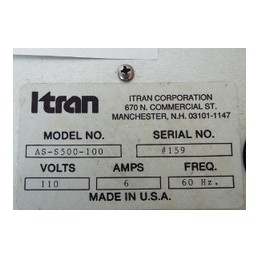 Itran
ITRAN CORPORATION
670 N. COMMERCIAL ST.
MANCHESTER, N.H. 03101-1147
MODEL NO. SERIAL NO.
AS-S500-100 #159
VOLTS AMPS FREQ.
110 6 60 Hz.
MADE IN U.S.A.